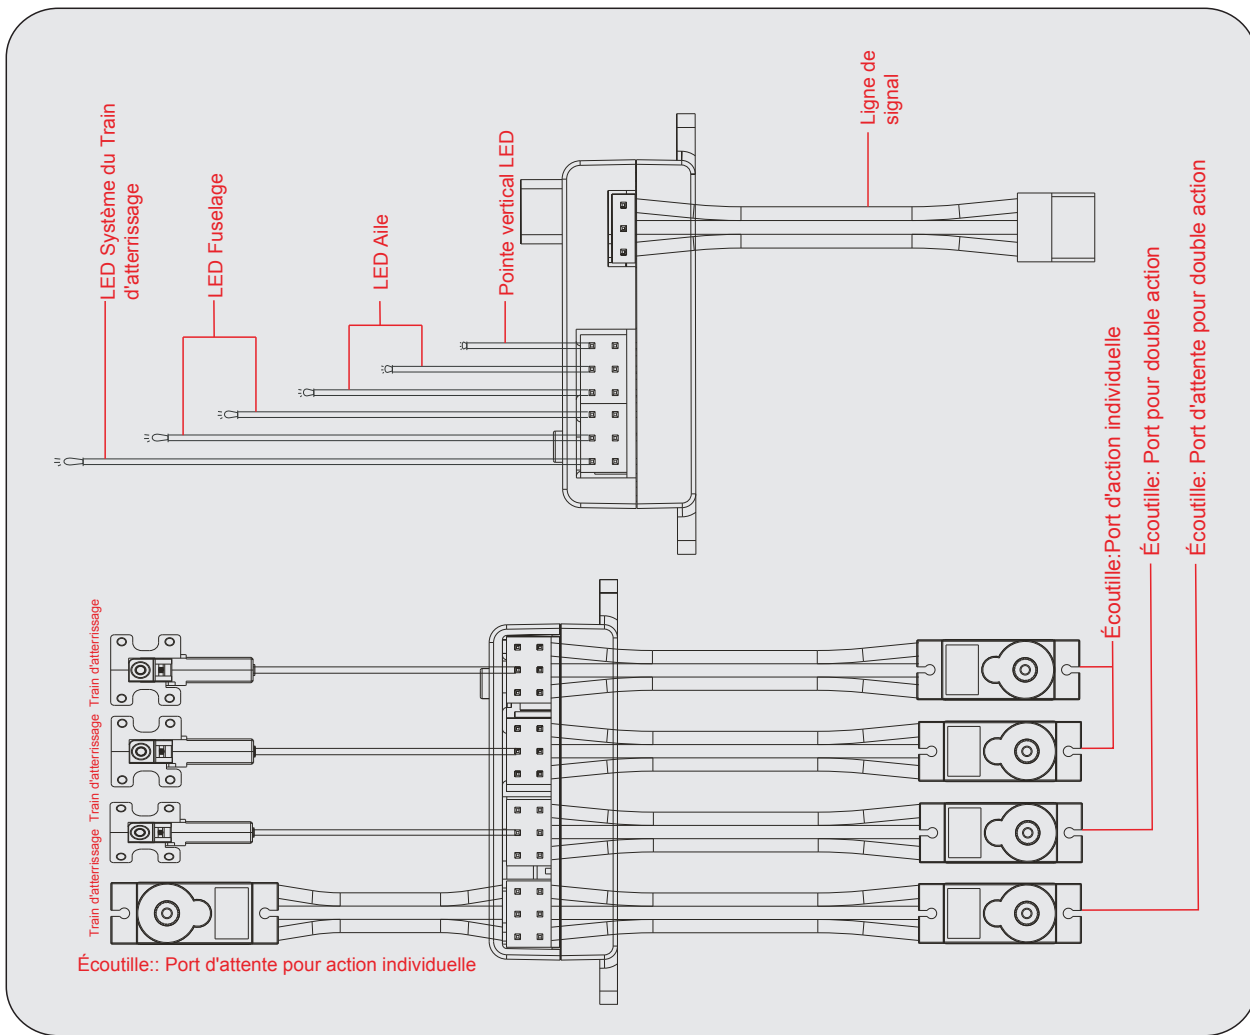 LED Système du Train
d'atterrissage
LED Fuselage
LED Aile
Pointe vertical LED
Ligne de
signal
Train d'atterrissage
Train d'atterrissage
Train d'atterrissage
Écoutille:Port d'action individuelle
Écoutille: Port pour double action
Écoutille: Port d'attente pour double action
Écoutille:: Port d'attente pour action individuelle